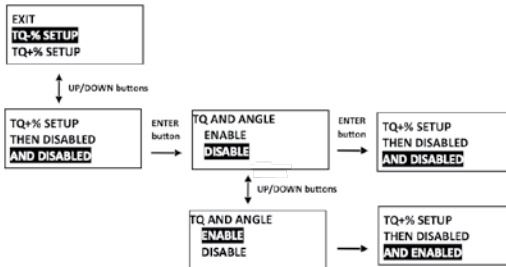 EXIT
TQ-% SETUP
TQ+% SETUP
UP/DOWN buttons
TQ+% SETUP
THEN DISABLED
AND DISABLED
ENTER
button
TQ AND ANGLE
ENABLE
DISABLE
ENTER
button
TQ+% SETUP
THEN DISABLED
AND DISABLED
UP/DOWN buttons
TQ AND ANGLE
ENABLE
DISABLE
TQ+% SETUP
THEN DISABLED
AND ENABLED